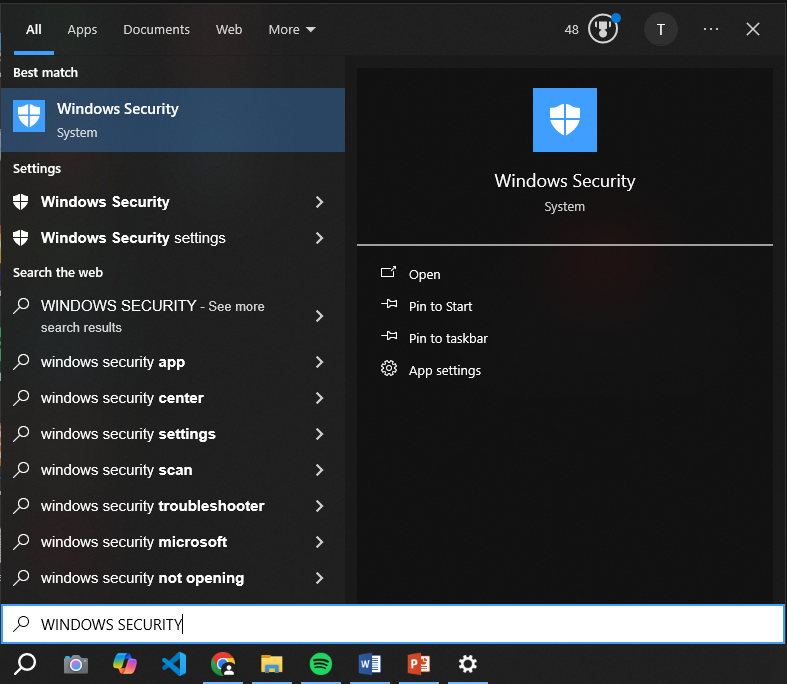 All Apps Documents Web More 48 T ...
Best match
Windows Security
System
Settings
Windows Security
Windows Security settings
Search the web
WINDOWS SECURITY - See more
search results
windows security app
windows security center
windows security settings
windows security scan
windows security troubleshooter
windows security microsoft
windows security not opening
Windows Security
System
Open
Pin to Start
Pin to taskbar
App settings
WINDOWS SECURITY